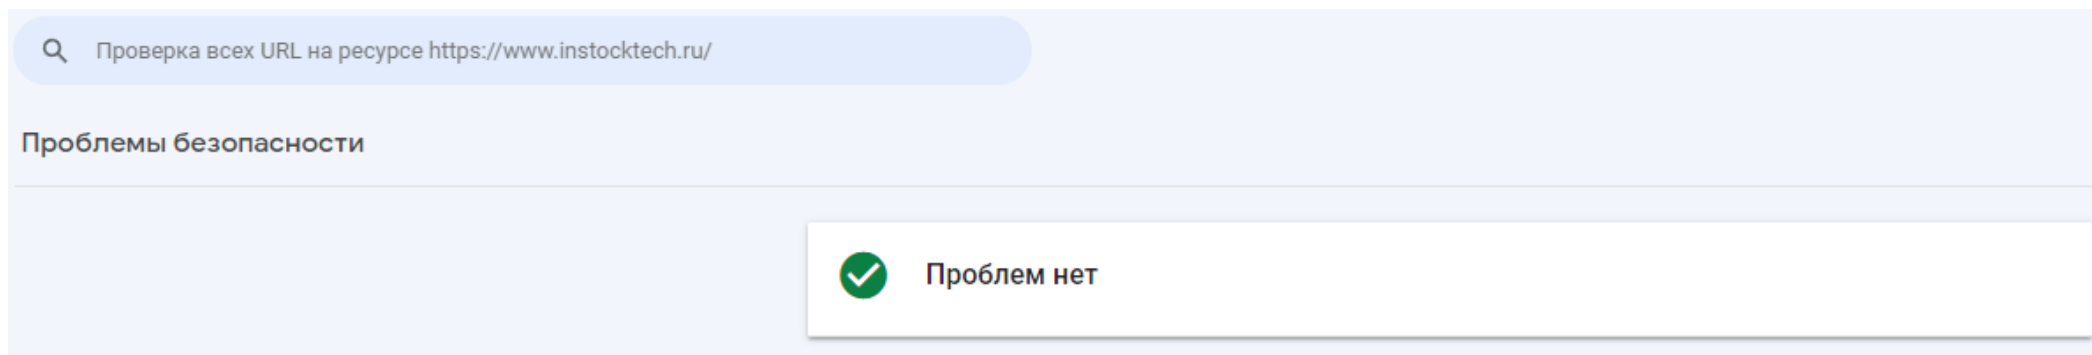 Проверка всех URL на ресурсе https://www.instocktech.ru/
Проблемы безопасности
Проблем нет